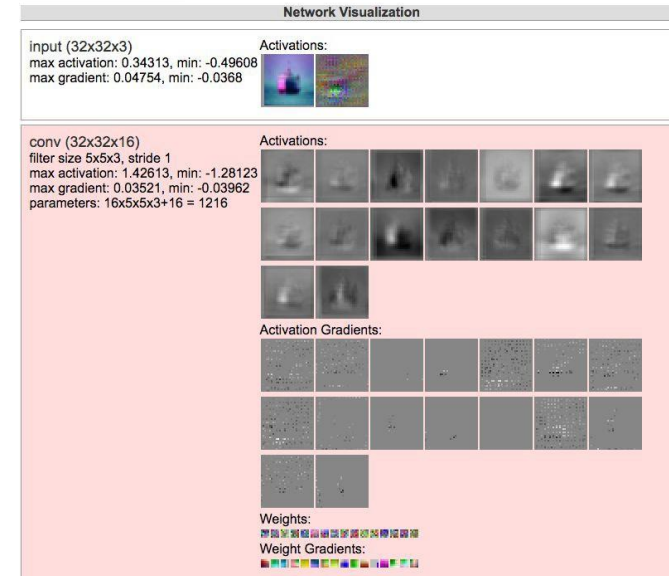 Network Visualization
input (32x32x3)
max activation: 0.34313, min: -0.49608
max gradient: 0.04754, min: -0.0368
Activations:
conv (32x32x16)
filter size 5x5x3, stride 1
max activation: 1.42613, min: -1.28123
max gradient: 0.03521, min: -0.03962
parameters: 16x5x5x3+16 = 1216
Activations:
Activation Gradients:
Weights:
Weight Gradients: